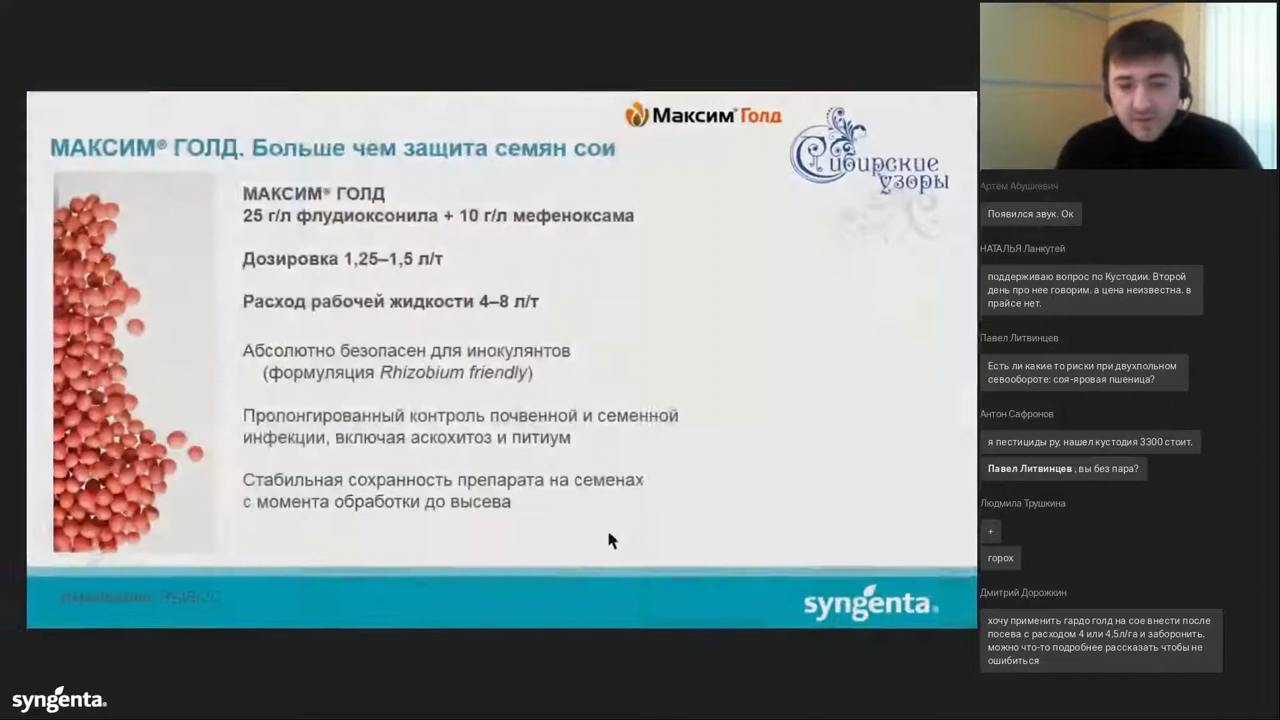 Максим® Голд
Сибирские
узоры
МАКСИМ® ГОЛД. Больше чем защита семян сои
МАКСИМ® ГОЛД
25 г/л флудиоксонила + 10 г/л мефеноксама
Дозировка 1,25–1,5 л/т
Расход рабочей жидкости 4–8 л/т
Абсолютно безопасен для инокулянтов
(формуляция Rhizobium friendly)
Пролонгированный контроль почвенной и семенной
инфекции, включая аскохитоз и питиум
Стабильная сохранность препарата на семенах
с момента обработки до высева
syngenta®
syngenta®
Артём Абушкевич
Появился звук. Ок
НАТАЛЬЯ Ланкутей
поддерживаю вопрос по Кустодии. Второй
день про нее говорим. а цена неизвестна. в
прайсе нет.
Павел Литвинцев
Есть ли какие то риски при двухпольном
севообороте: соя-яровая пшеница?
Антон Сафронов
я пестициды ру, нашел кустодия 3300 стоит.
Павел Литвинцев , вы без пара?
Людмила Трушкина
+
горох
Дмитрий Дорожкин
хочу применить гардо голд на сое внести после
посева с расходом 4 или 4,5л/га и заборонить.
можно что-то подробнее рассказать чтобы не
ошибиться